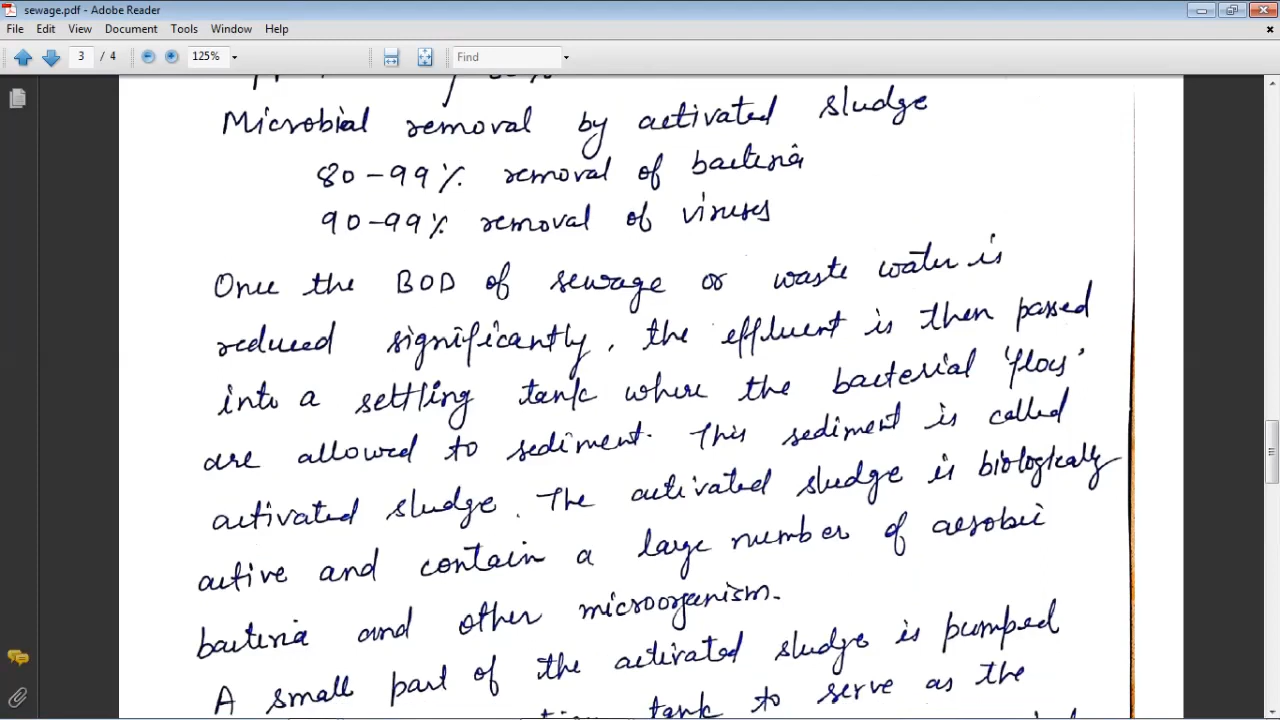 sewage.pdf - Adobe Reader
File Edit View Document Tools Window Help
3 / 4 125% Find
Microbial removal by activated sludge
80-99% removal of bacteria
90-99% removal of viruses
Once the BOD of sewage or waste water is
reduced significantly, the effluent is then passed
into a settling tank where the bacterial 'flocs'
are allowed to sediment. This sediment is called
activated sludge. The activated sludge is biologically
active and contain a large number of aerobic
bacteria and other microorganism.
A small part of the activated sludge is pumped
tank to serve as the